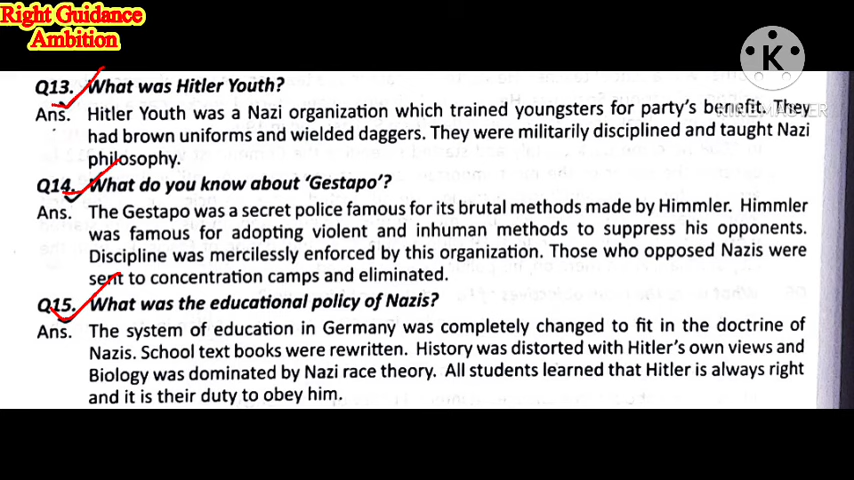 Right Guidance
Ambition
K
KINEMASTER
Q13. What was Hitler Youth?
Ans. Hitler Youth was a Nazi organization which trained youngsters for party's benefit. They
had brown uniforms and wielded daggers. They were militarily disciplined and taught Nazi
philosophy.
Q14. What do you know about 'Gestapo'?
Ans. The Gestapo was a secret police famous for its brutal methods made by Himmler. Himmler
was famous for adopting violent and inhuman methods to suppress his opponents.
Discipline was mercilessly enforced by this organization. Those who opposed Nazis were
sent to concentration camps and eliminated.
Q15. What was the educational policy of Nazis?
Ans. The system of education in Germany was completely changed to fit in the doctrine of
Nazis. School text books were rewritten. History was distorted with Hitler's own views and
Biology was dominated by Nazi race theory. All students learned that Hitler is always right
and it is their duty to obey him.